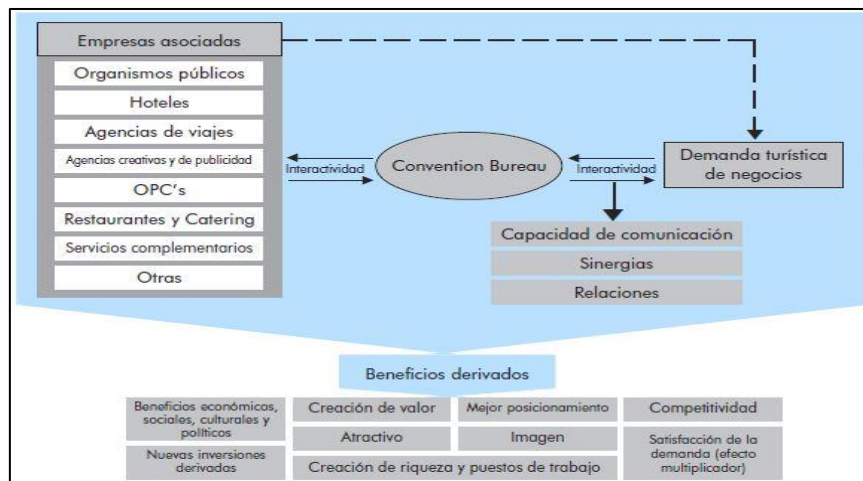 Empresas asociadas
Organismos públicos
Hoteles
Agencias de viajes
Agencias creativas y de publicidad
OPC's
Restaurantes y Catering
Servicios complementarios
Otras
Interactividad
Convention Bureau
Interactividad
Demanda turística
de negocios
Capacidad de comunicación
Sinergias
Relaciones
Beneficios derivados
Beneficios económicos,
sociales, culturales y
políticos
Nuevas inversiones
derivadas
Creación de valor
Atractivo
Mejor posicionamiento
Imagen
Creación de riqueza y puestos de trabajo
Competitividad
Satisfacción de la
demanda (efecto
multiplicador)